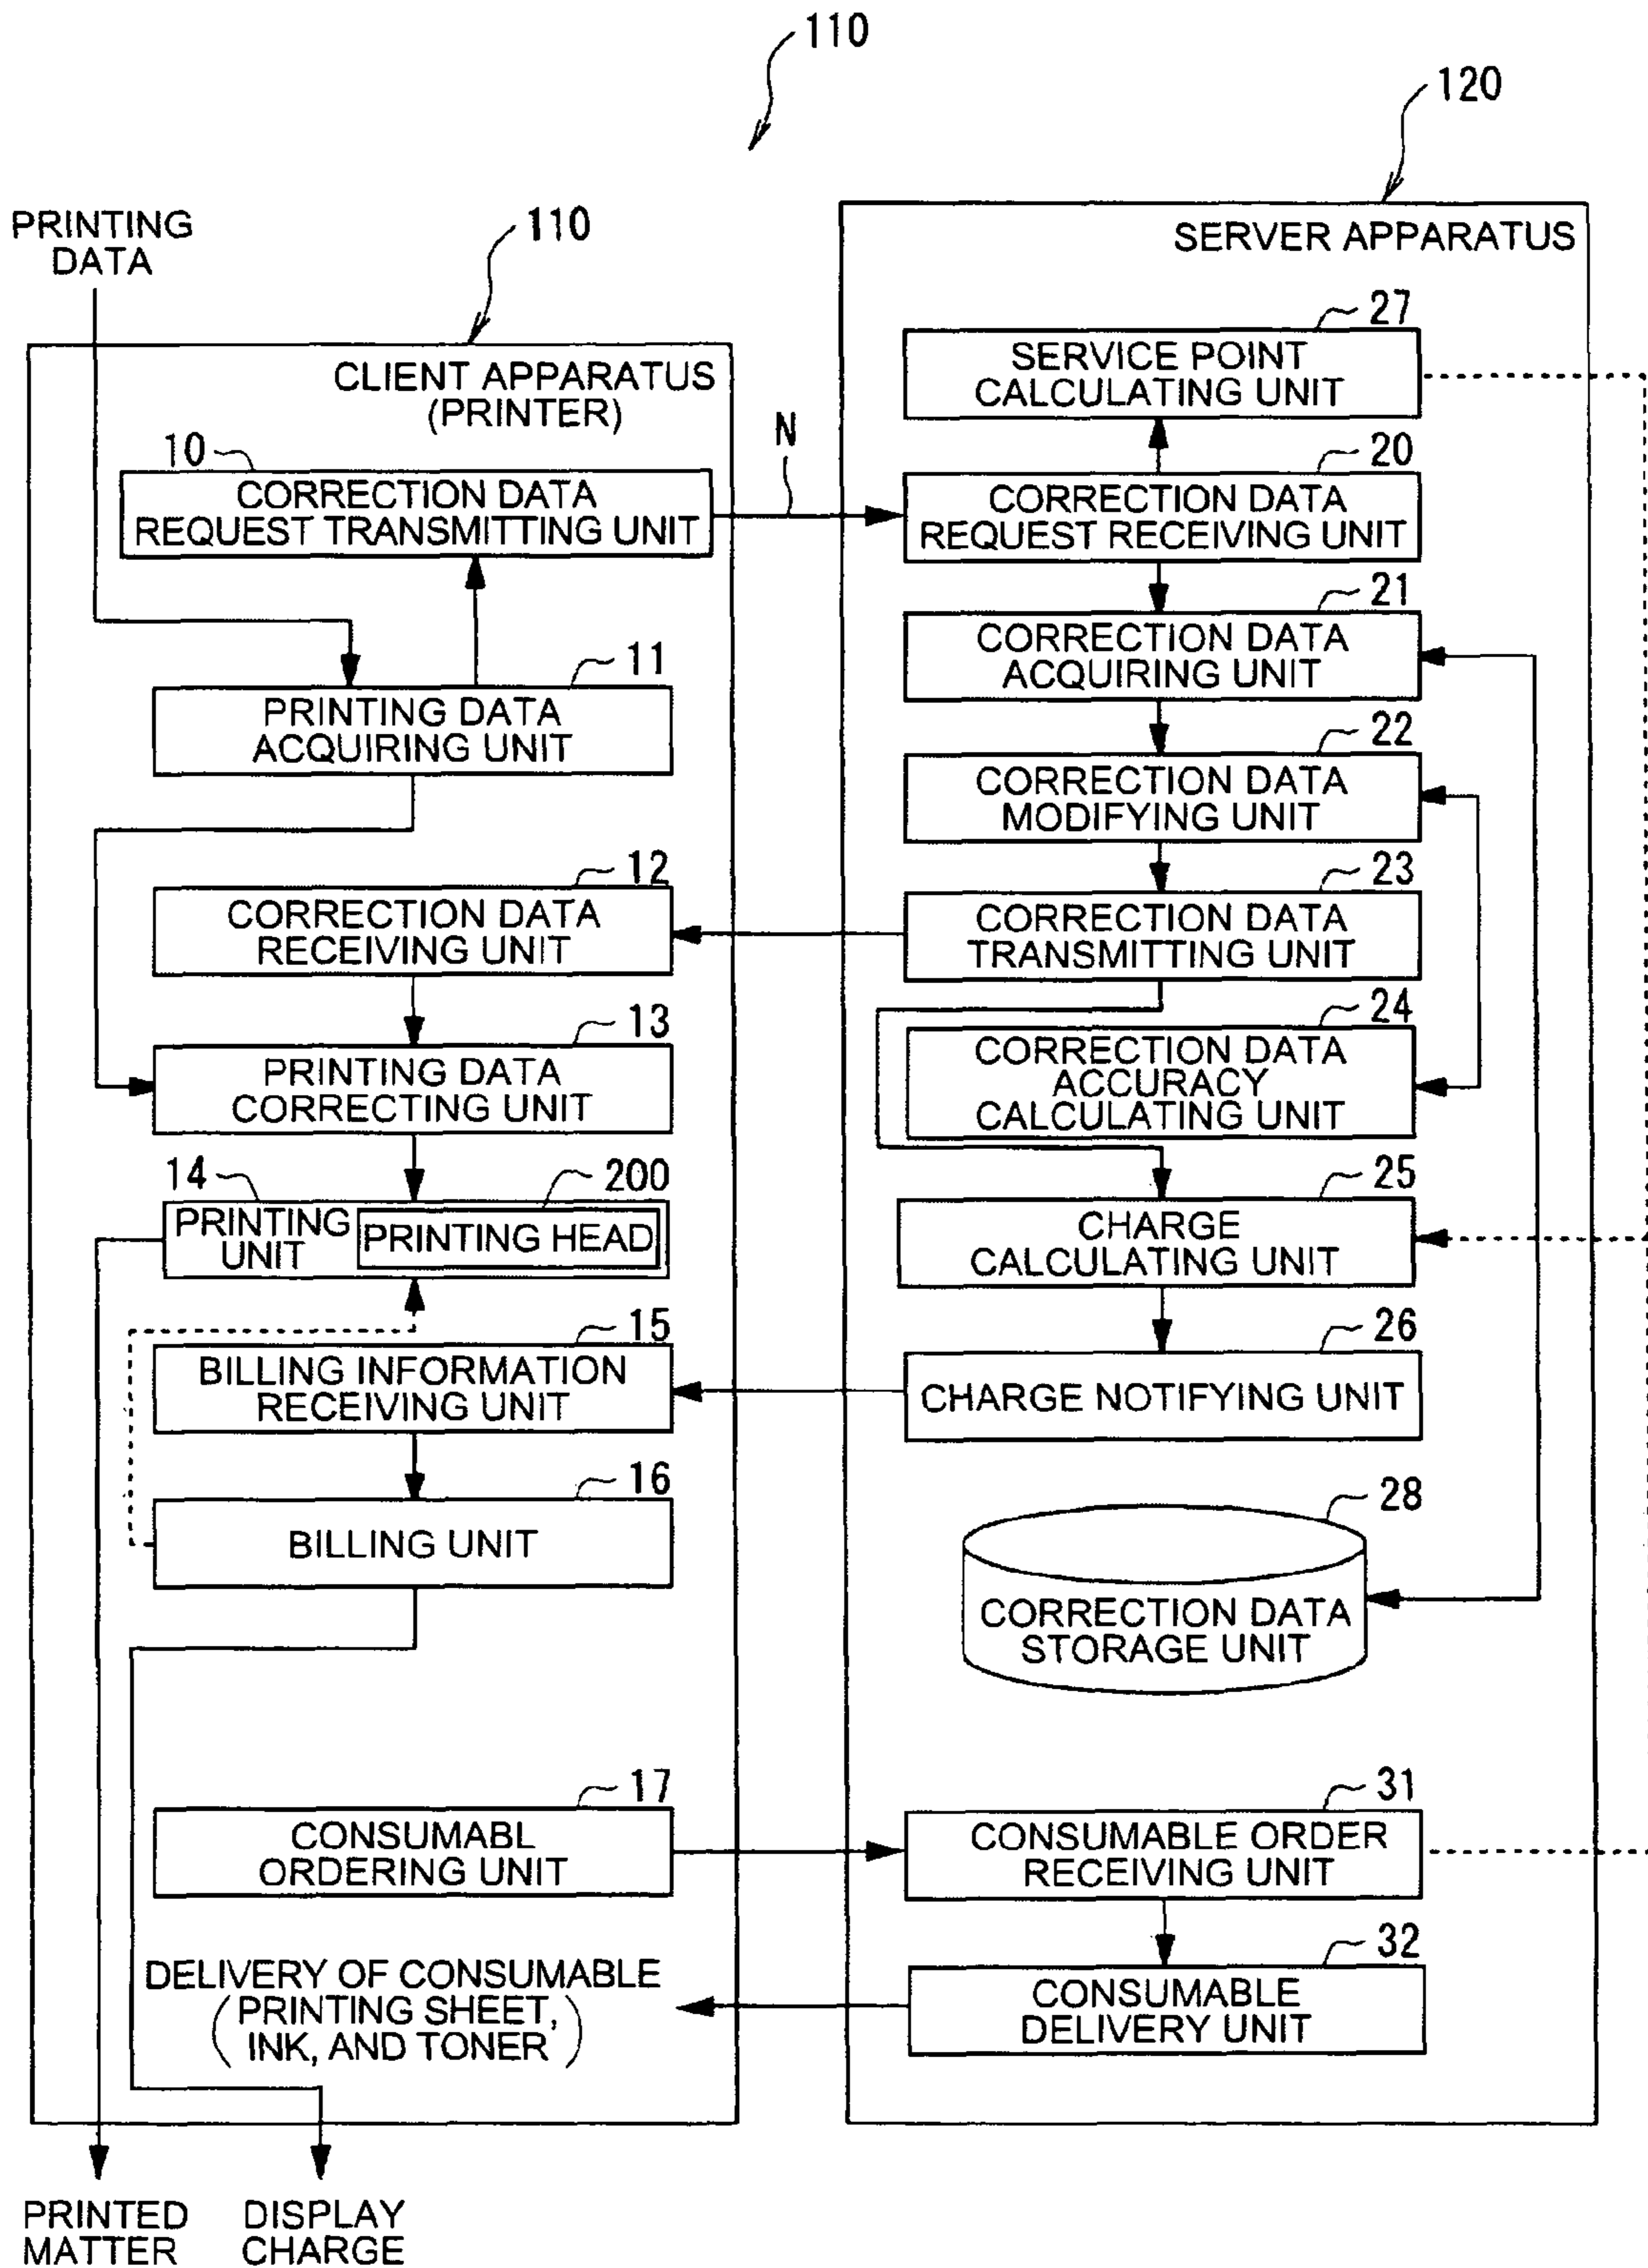 110
120
PRINTING
DATA
110
CLIENT APPARATUS
(PRINTER)
10
CORRECTION DATA
REQUEST TRANSMITTING UNIT
N
11
PRINTING DATA
ACQUIRING UNIT
12
CORRECTION DATA
RECEIVING UNIT
13
PRINTING DATA
CORRECTING UNIT
14
PRINTING
UNIT
200
PRINTING HEAD
15
BILLING INFORMATION
RECEIVING UNIT
16
BILLING UNIT
17
CONSUMABL
ORDERING UNIT
DELIVERY OF CONSUMABLE
(PRINTING SHEET,
INK, AND TONER)
PRINTED
MATTER
DISPLAY
CHARGE
SERVER APPARATUS
27
SERVICE POINT
CALCULATING UNIT
20
CORRECTION DATA
REQUEST RECEIVING UNIT
21
CORRECTION DATA
ACQUIRING UNIT
22
CORRECTION DATA
MODIFYING UNIT
23
CORRECTION DATA
TRANSMITTING UNIT
24
CORRECTION DATA
ACCURACY
CALCULATING UNIT
25
CHARGE
CALCULATING UNIT
26
CHARGE NOTIFYING UNIT
28
CORRECTION DATA
STORAGE UNIT
31
CONSUMABLE ORDER
RECEIVING UNIT
32
CONSUMABLE
DELIVERY UNIT